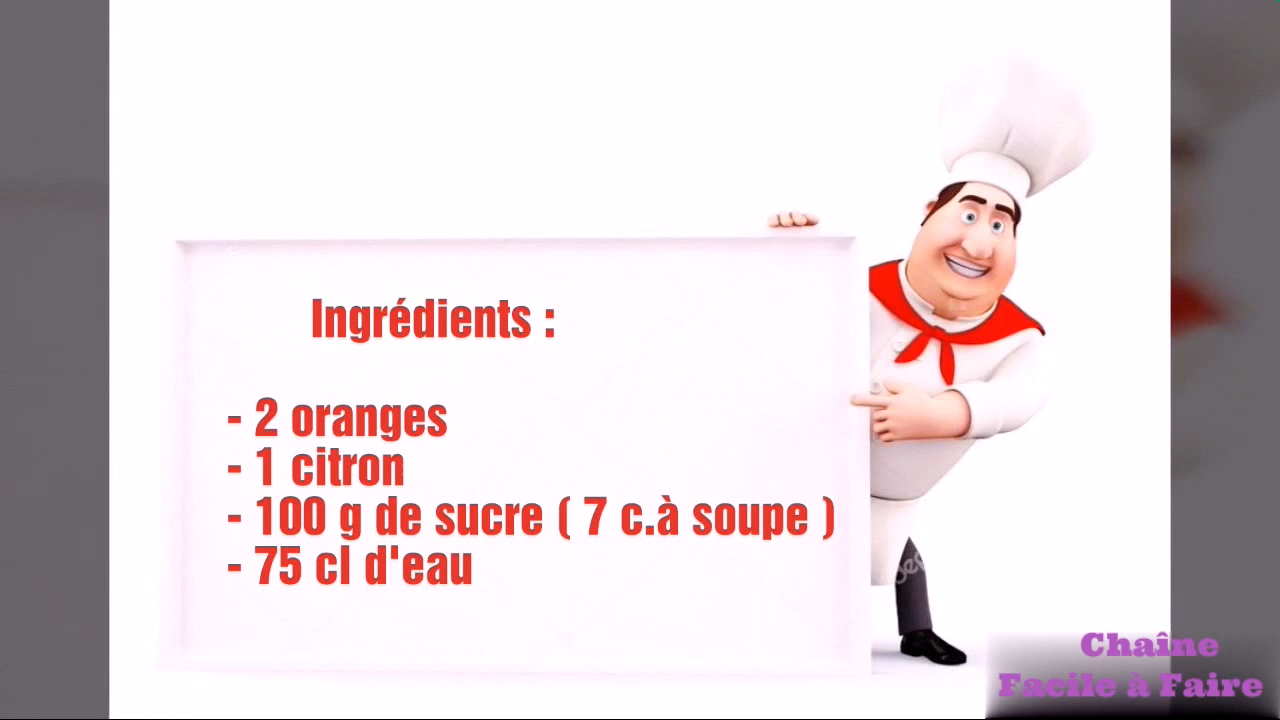 Ingrédients :
- 2 oranges
- 1 citron
- 100 g de sucre ( 7 c.à soupe )
- 75 cl d'eau
Chaîne
Facile à Faire